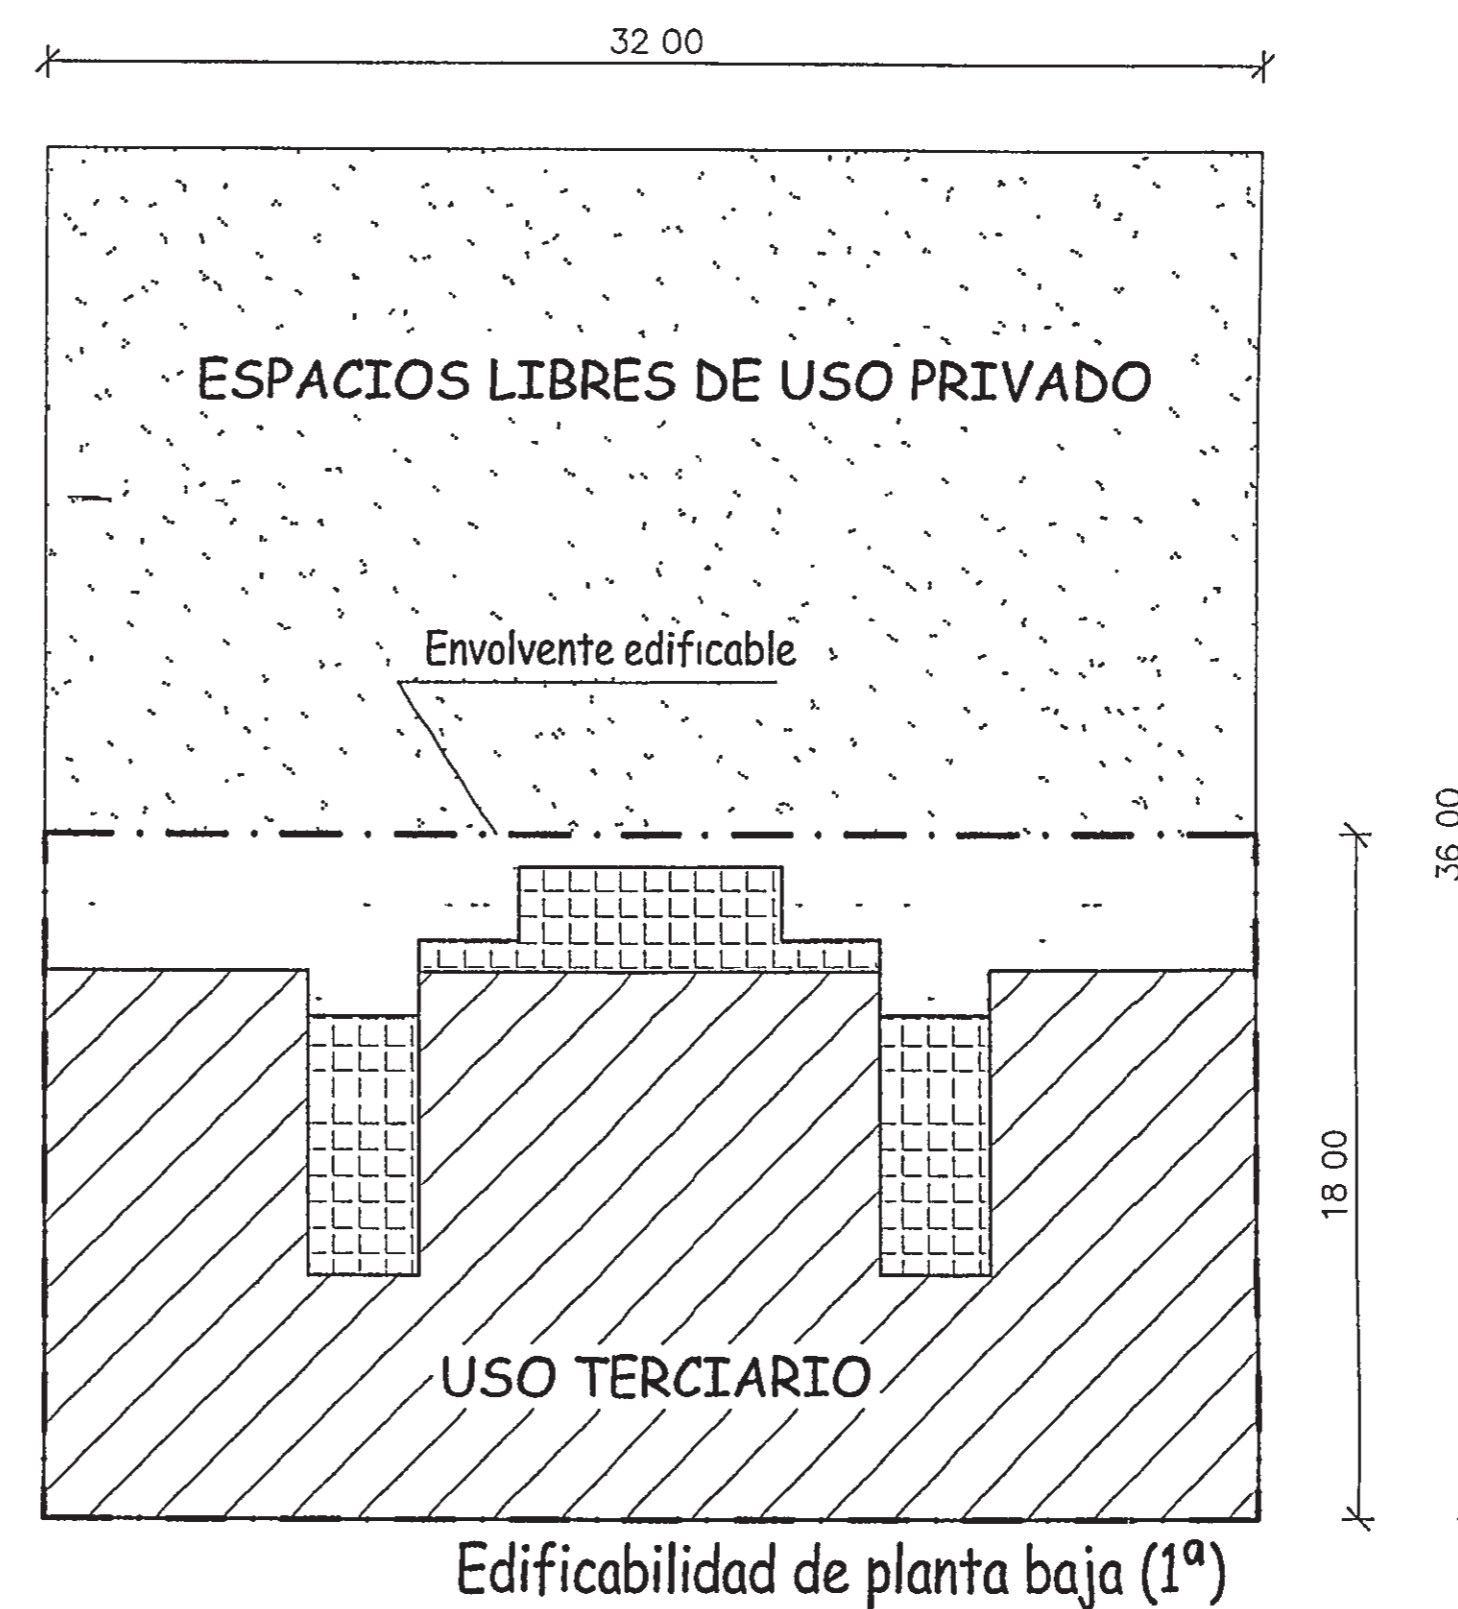 32 00
ESPACIOS LIBRES DE USO PRIVADO
Envolvente edificable
36 00
18 00
USO TERCIARIO
Edificabilidad de planta baja (1ª)